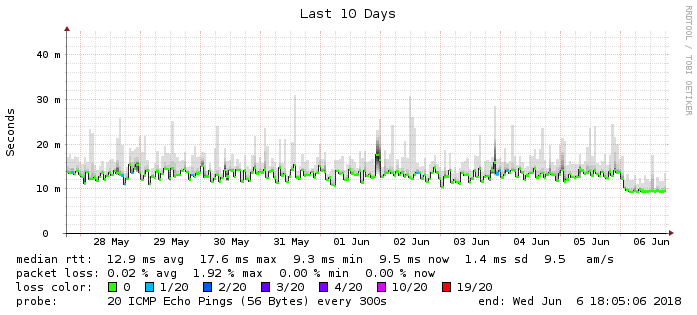 Last 10 Days
RRDTOOL / TOBI OETIKER
Seconds
40 m
30 m
20 m
10 m
0
28 May 29 May 30 May 31 May 01 Jun 02 Jun 03 Jun 04 Jun 05 Jun 06 Jun
median rtt: 12.9 ms avg 17.6 ms max 9.3 ms min 9.5 ms now 1.4 ms sd 9.5 am/s
packet loss: 0.02 % avg 1.92 % max 0.00 % min 0.00 % now
loss color: 0 1/20 2/20 3/20 4/20 10/20 19/20
probe: 20 ICMP Echo Pings (56 Bytes) every 300s end: Wed Jun 6 18:05:06 2018